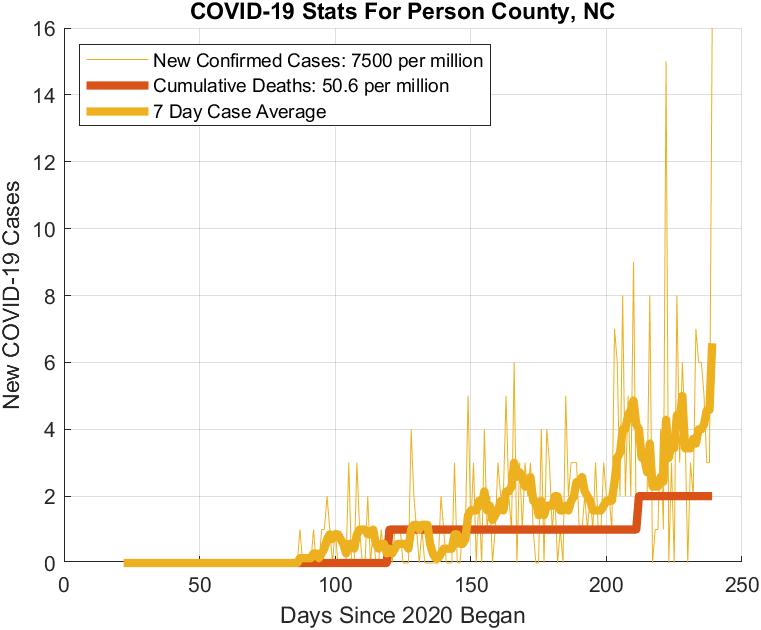 COVID-19 Stats For Person County, NC
16
14
12
10
8
6
4
2
0
New COVID-19 Cases
New Confirmed Cases: 7500 per million
Cumulative Deaths: 50.6 per million
7 Day Case Average
0 50 100 150 200 250
Days Since 2020 Began